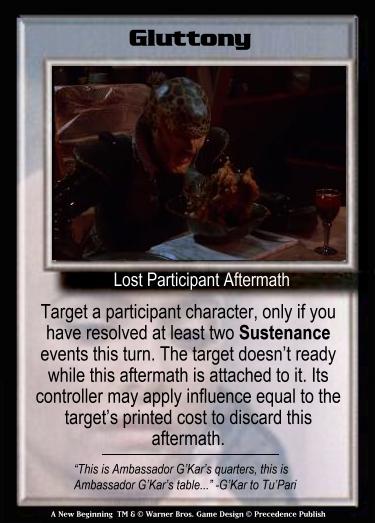 Gluttony
Lost Participant Aftermath
Target a participant character, only if you
have resolved at least two Sustenance
events this turn. The target doesn't ready
while this aftermath is attached to it. Its
controller may apply influence equal to the
target's printed cost to discard this
aftermath.
“This is Ambassador G'Kar's quarters, this is
Ambassador G'Kar's table...” -G'Kar to Tu'Pari
A New Beginning TM & © Warner Bros. Game Design © Precedence Publish